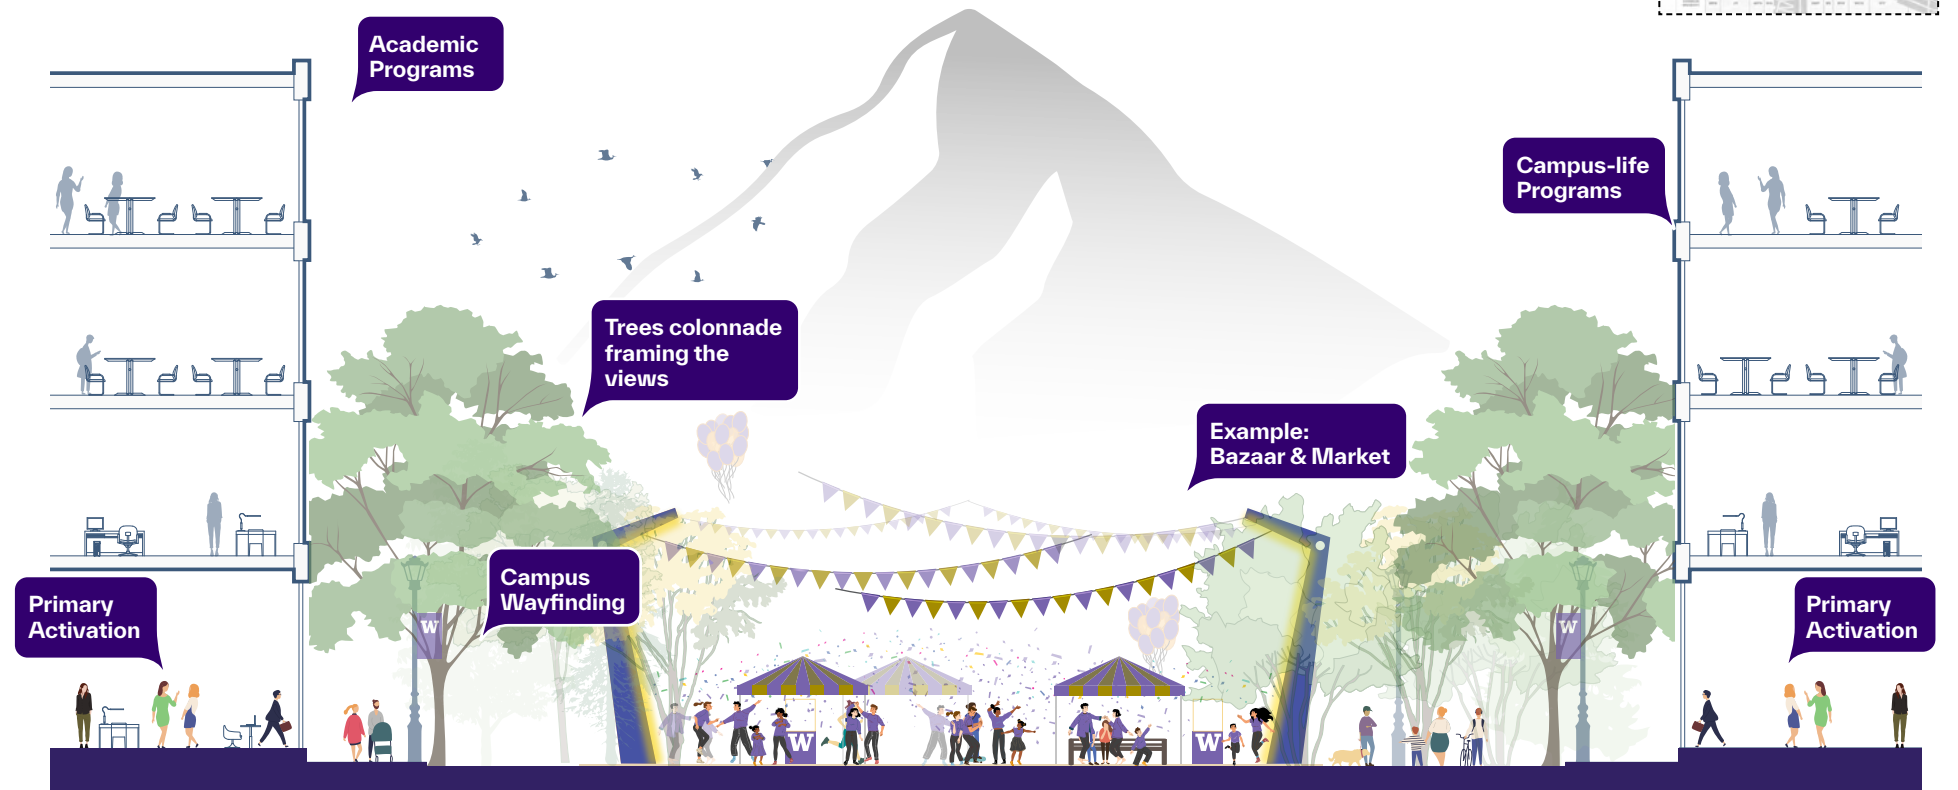 Academic
Programs
Campus-life
Programs
Trees colonnade
framing the
views
Example:
Bazaar & Market
Campus
Wayfinding
Primary
Activation
Primary
Activation
W
W
W
W